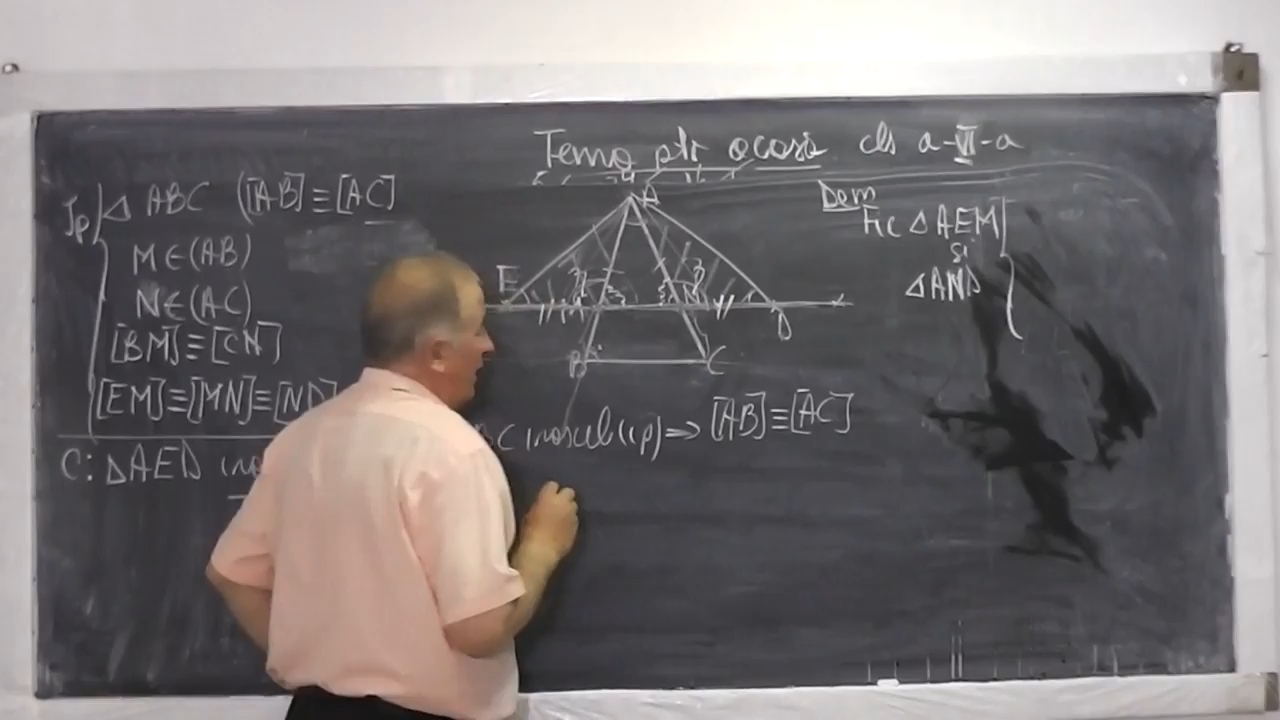 Tema ptr acasă cls a-VI-a
Ip △ ABC ([AB] ≡ [AC]
M ∈ (AB)
N ∈ (AC)
[BM] ≡ [CN]
[EM] ≡ [MN] ≡ [ND]
C: △AED
A
E
M
N
D
B
C
isoscel (ip) ⇒ [AB] ≡ [AC]
Dem
Fie △ AEM
și
△AND